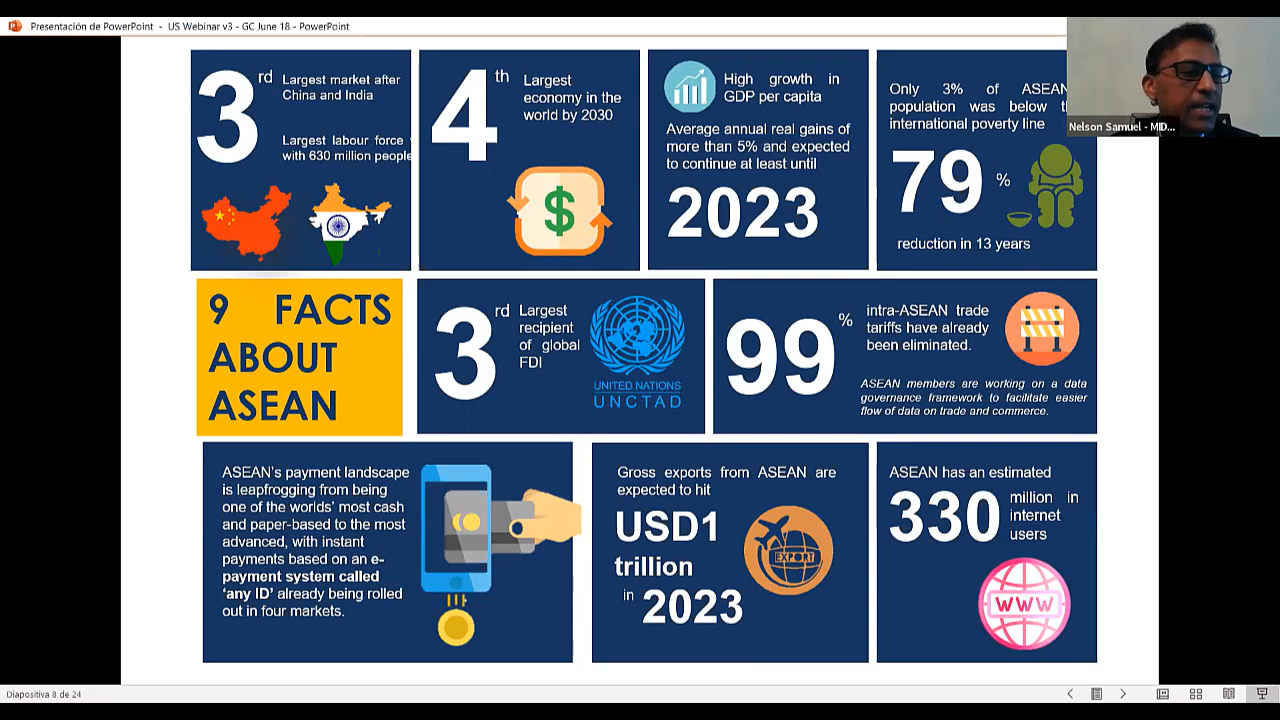 Presentación de PowerPoint - US Webinar v3 - GC June 18 - PowerPoint
3rd
Largest market after
China and India
Largest labour force
with 630 million people
4th
Largest
economy in the
world by 2030
High growth in
GDP per capita
Average annual real gains of
more than 5% and expected
to continue at least until
2023
Only 3% of ASEAN
population was below
international poverty line
79 %
reduction in 13 years
Nelson Samuel - MID...
9 FACTS
ABOUT
ASEAN
3rd
Largest
recipient
of global
FDI
UNITED NATIONS
UNCTAD
99%
intra-ASEAN trade
tariffs have already
been eliminated.
ASEAN members are working on a data
governance framework to facilitate easier
flow of data on trade and commerce.
ASEAN's payment landscape
is leapfrogging from being
one of the worlds' most cash
and paper-based to the most
advanced, with instant
payments based on an e-
payment system called
'any ID' already being rolled
out in four markets.
Gross exports from ASEAN are
expected to hit
USD1
trillion
in 2023
EXPORT
ASEAN has an estimated
330
million in
internet
users
WWW
Diapositiva 8 de 24